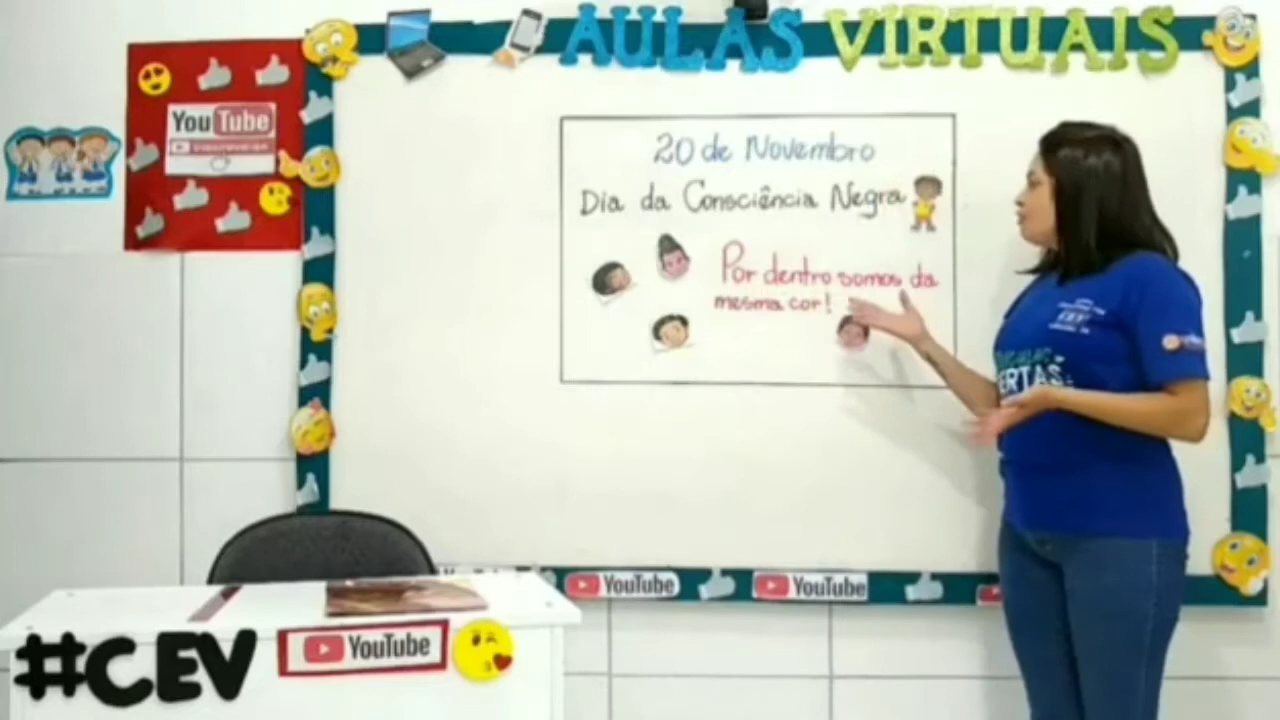 AULAS VIRTUAIS
YouTube
20 de Novembro
Dia da Consciência Negra
Por dentro somos da
mesma cor!
ERTAS
YouTube
YouTube
#CEV
YouTube